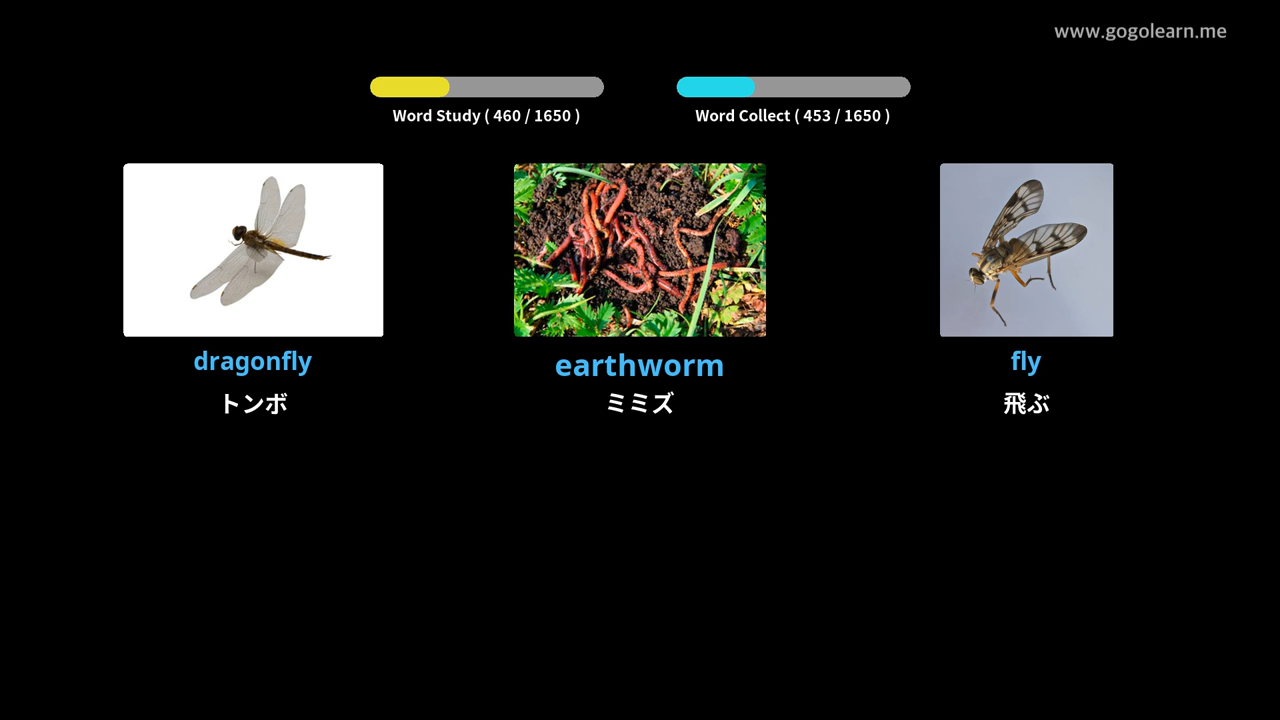 www.gogolearn.me
Word Study ( 460 / 1650 )
Word Collect ( 453 / 1650 )
dragonfly
earthworm
fly
トンボ
ミミズ
飛ぶ